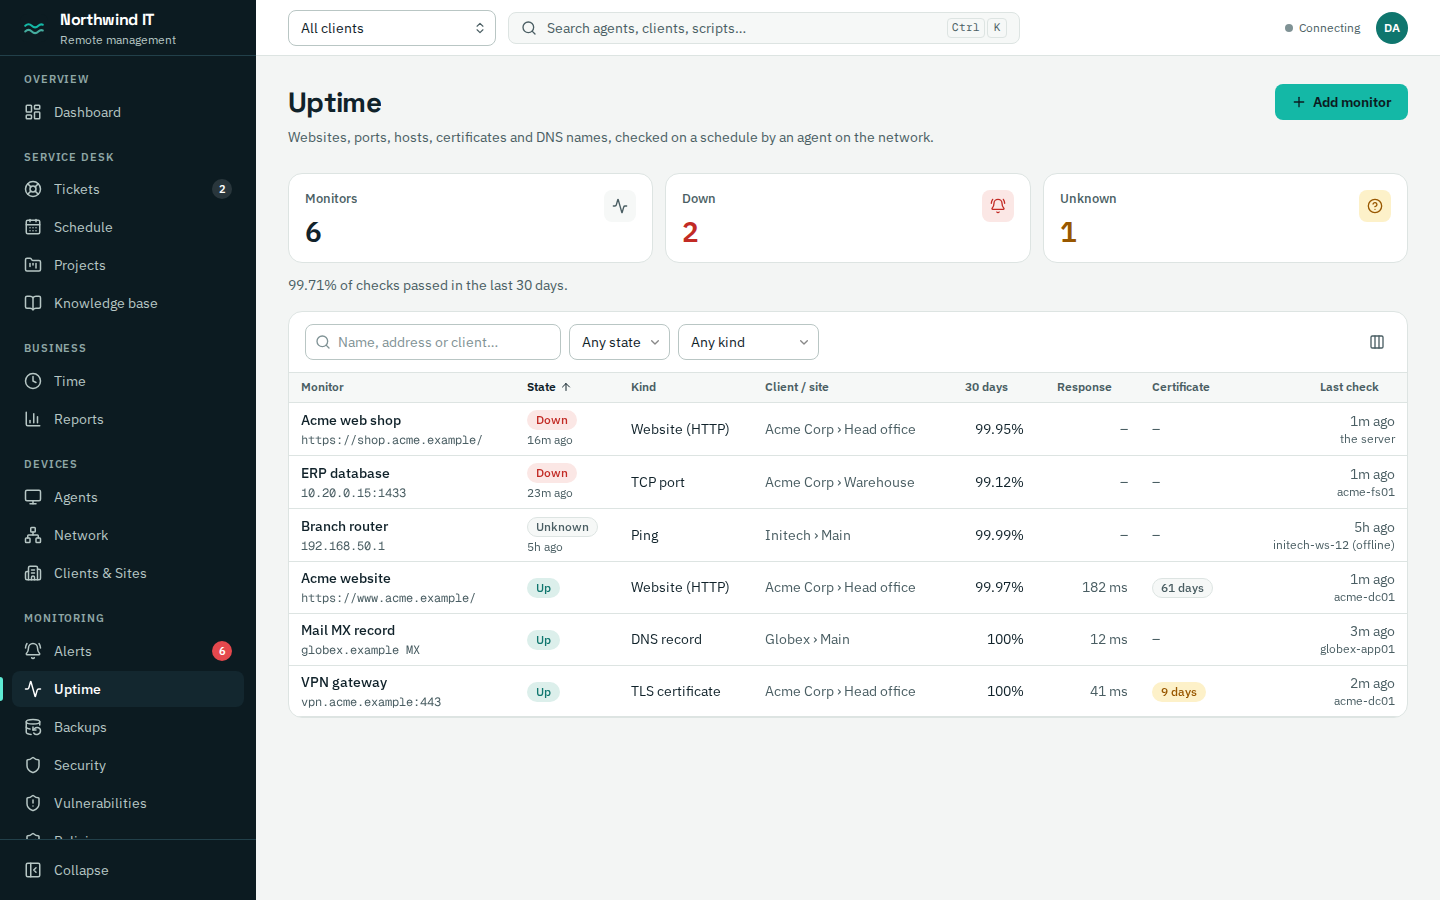 Northwind IT
Remote management
All clients
Search agents, clients, scripts...
Ctrl K
Connecting
DA
OVERVIEW
Dashboard
SERVICE DESK
Tickets 2
Schedule
Projects
Knowledge base
BUSINESS
Time
Reports
DEVICES
Agents
Network
Clients & Sites
MONITORING
Alerts 6
Uptime
Backups
Security
Vulnerabilities
Collapse
Uptime
Add monitor
Websites, ports, hosts, certificates and DNS names, checked on a schedule by an agent on the network.
Monitors
6
Down
2
Unknown
1
99.71% of checks passed in the last 30 days.
Name, address or client...
Any state
Any kind
Monitor State Kind Client / site 30 days Response Certificate Last check
Acme web shop
https://shop.acme.example/
Down
16m ago
Website (HTTP)
Acme Corp › Head office
99.95%
–
–
1m ago
the server
ERP database
10.20.0.15:1433
Down
23m ago
TCP port
Acme Corp › Warehouse
99.12%
–
–
1m ago
acme-fs01
Branch router
192.168.50.1
Unknown
5h ago
Ping
Initech › Main
99.99%
–
–
5h ago
initech-ws-12 (offline)
Acme website
https://www.acme.example/
Up
Website (HTTP)
Acme Corp › Head office
99.97%
182 ms
61 days
1m ago
acme-dc01
Mail MX record
globex.example MX
Up
DNS record
Globex › Main
100%
12 ms
–
3m ago
globex-app01
VPN gateway
vpn.acme.example:443
Up
TLS certificate
Acme Corp › Head office
100%
41 ms
9 days
2m ago
acme-dc01